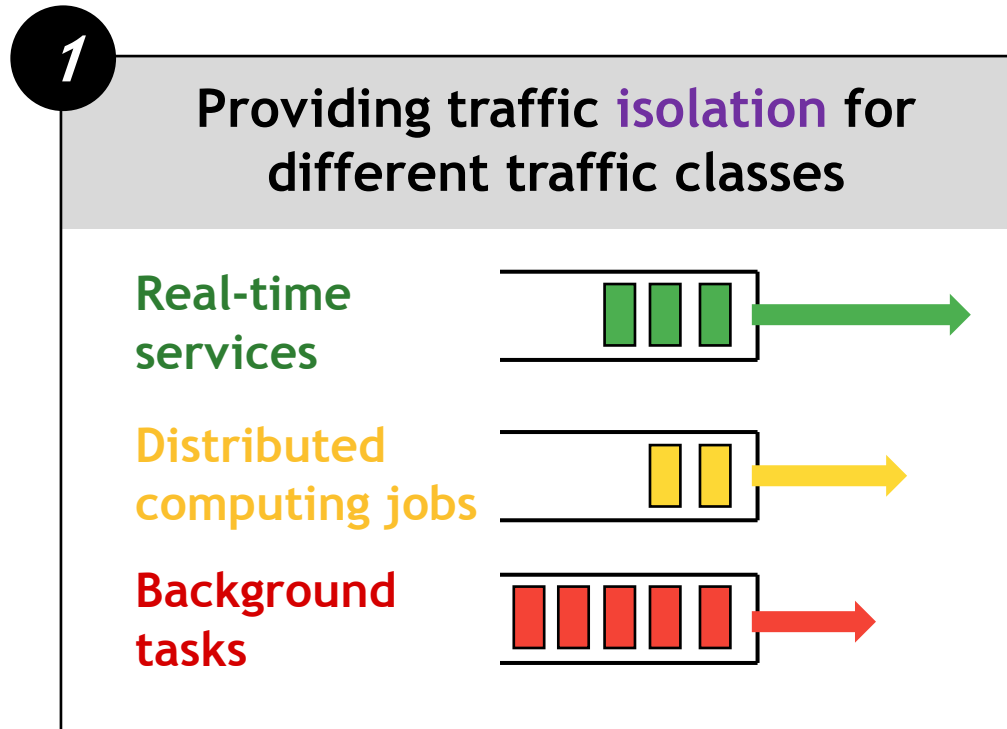 1
Providing traffic isolation for
different traffic classes
Real-time
services
Distributed
computing jobs
Background
tasks